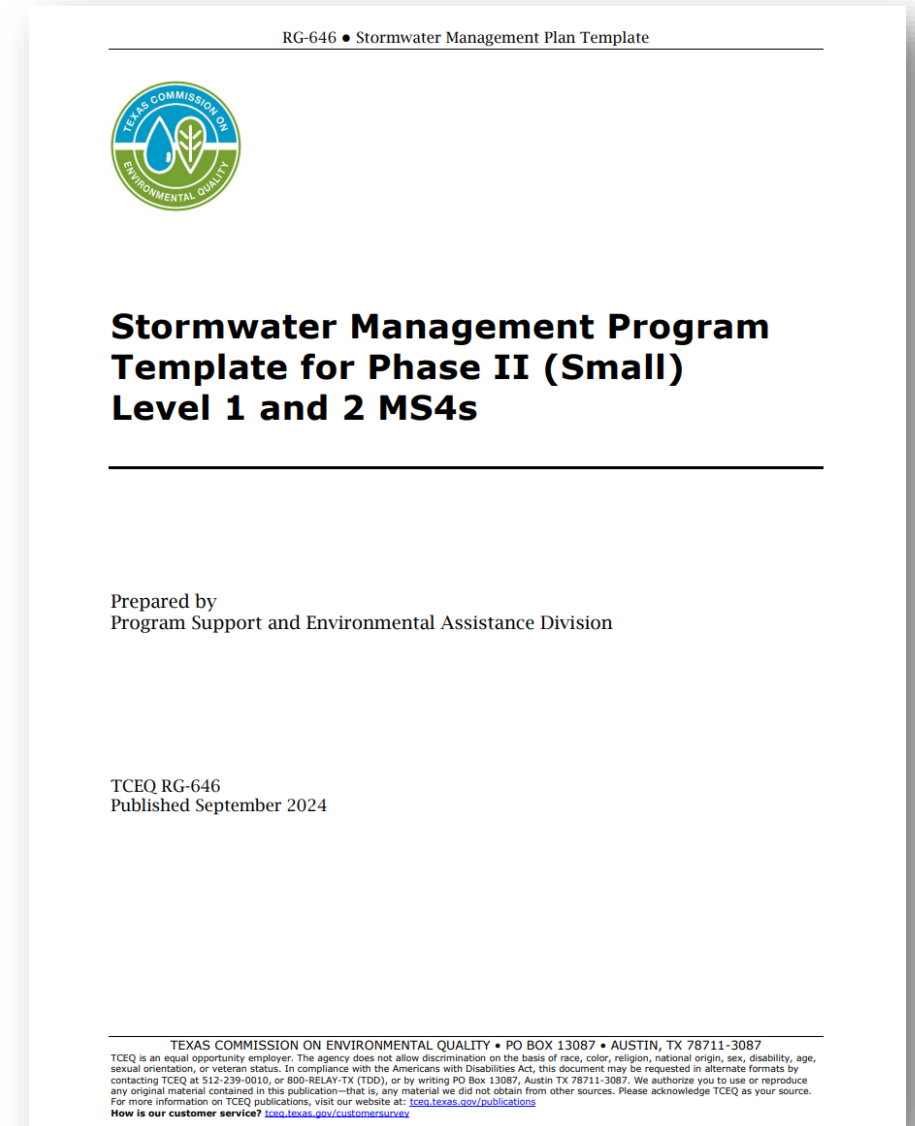 RG-646 ● Stormwater Management Plan Template
TEXAS COMMISSION ON
ENVIRONMENTAL QUALITY
Stormwater Management Program
Template for Phase II (Small)
Level 1 and 2 MS4s
Prepared by
Program Support and Environmental Assistance Division
TCEQ RG-646
Published September 2024
TEXAS COMMISSION ON ENVIRONMENTAL QUALITY • PO BOX 13087 • AUSTIN, TX 78711-3087
TCEQ is an equal opportunity employer. The agency does not allow discrimination on the basis of race, color, religion, national origin, sex, disability, age,
sexual orientation, or veteran status. In compliance with the Americans with Disabilities Act, this document may be requested in alternate formats by
contacting TCEQ at 512-239-0010, or 800-RELAY-TX (TDD), or by writing PO Box 13087, Austin TX 78711-3087. We authorize you to use or reproduce
any original material contained in this publication—that is, any material we did not obtain from other sources. Please acknowledge TCEQ as your source.
For more information on TCEQ publications, visit our website at: tceq.texas.gov/publications
How is our customer service? tceq.texas.gov/customersurvey